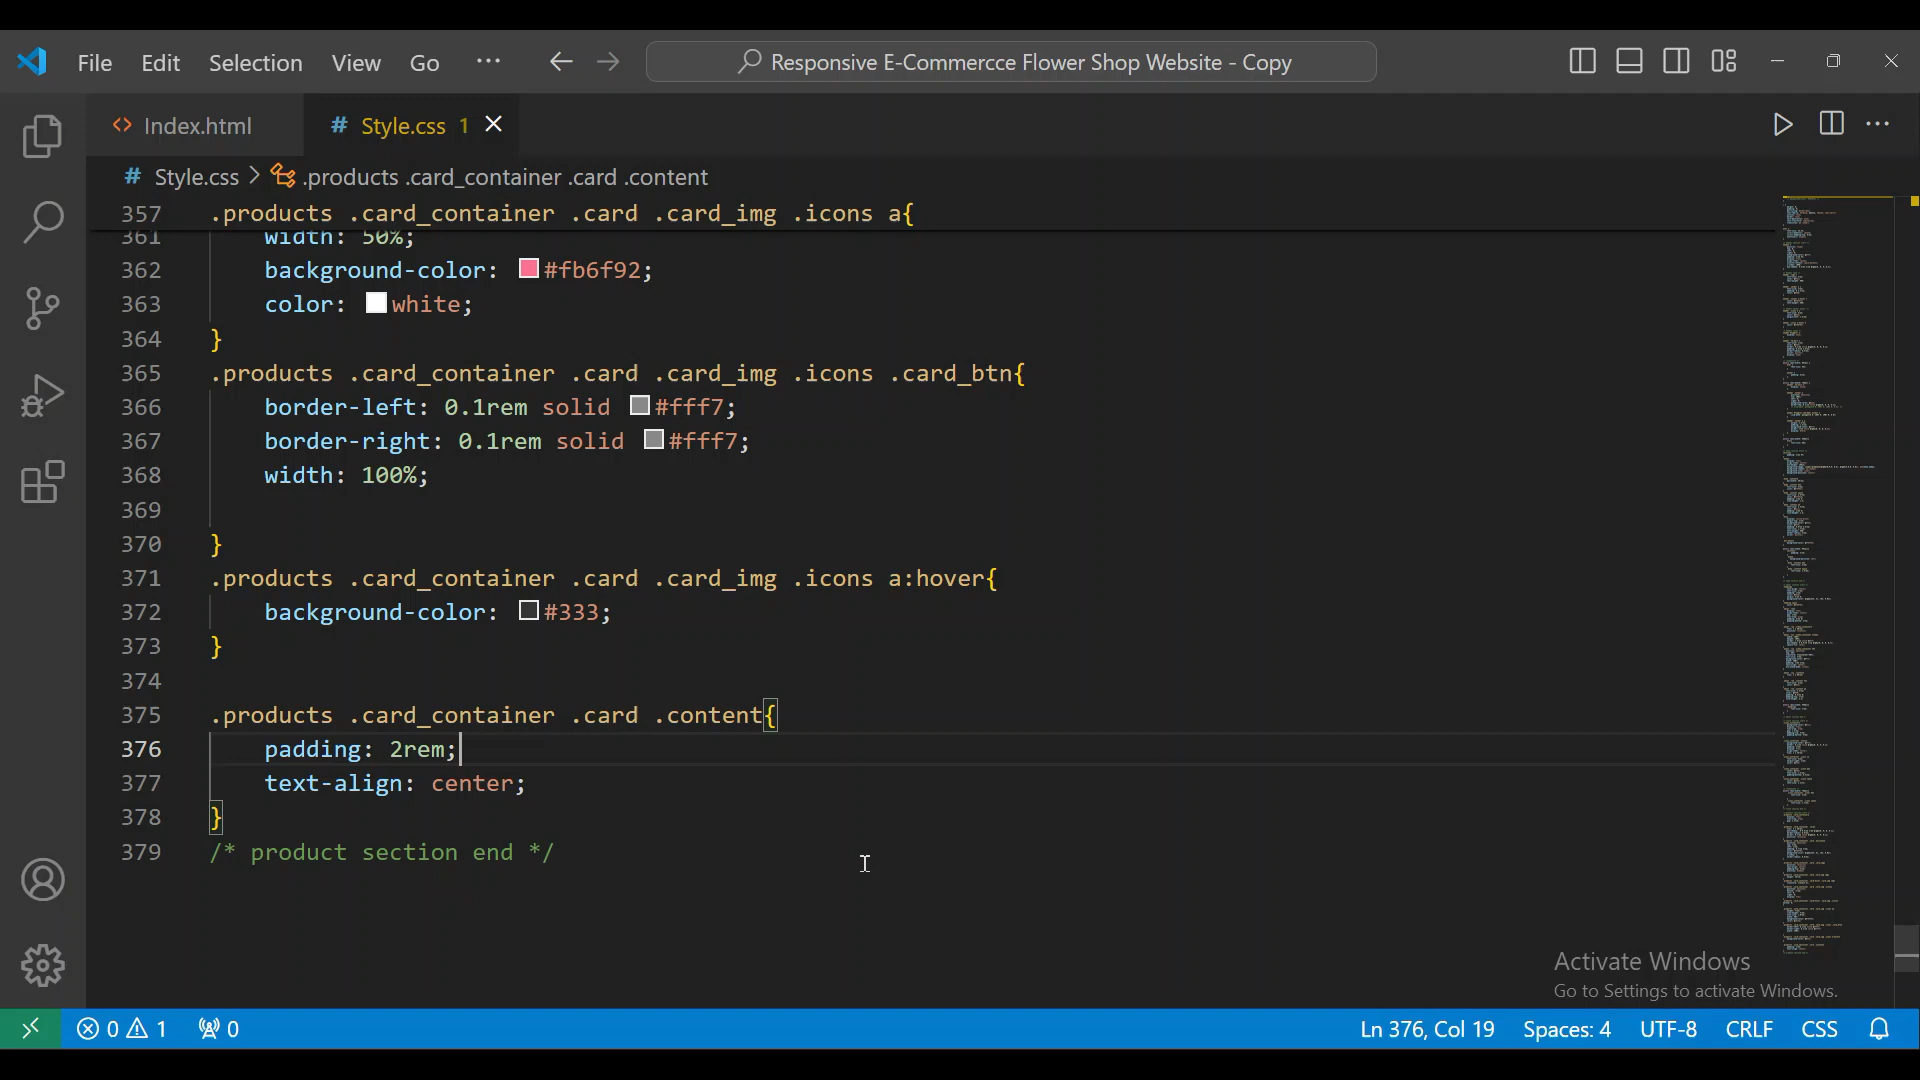 File Edit Selection View Go ··· Responsive E-Commercce Flower Shop Website - Copy
Index.html # Style.css 1
# Style.css > .products .card_container .card .content
357 .products .card_container .card .card_img .icons a{
361 width: 50%;
362 background-color: #fb6f92;
363 color: white;
364 }
365 .products .card_container .card .card_img .icons .card_btn{
366 border-left: 0.1rem solid #fff7;
367 border-right: 0.1rem solid #fff7;
368 width: 100%;
369
370 }
371 .products .card_container .card .card_img .icons a:hover{
372 background-color: #333;
373 }
374
375 .products .card_container .card .content{
376 padding: 2rem;
377 text-align: center;
378 }
379 /* product section end */
Activate Windows
Go to Settings to activate Windows.
0 1 0 Ln 376, Col 19 Spaces: 4 UTF-8 CRLF CSS